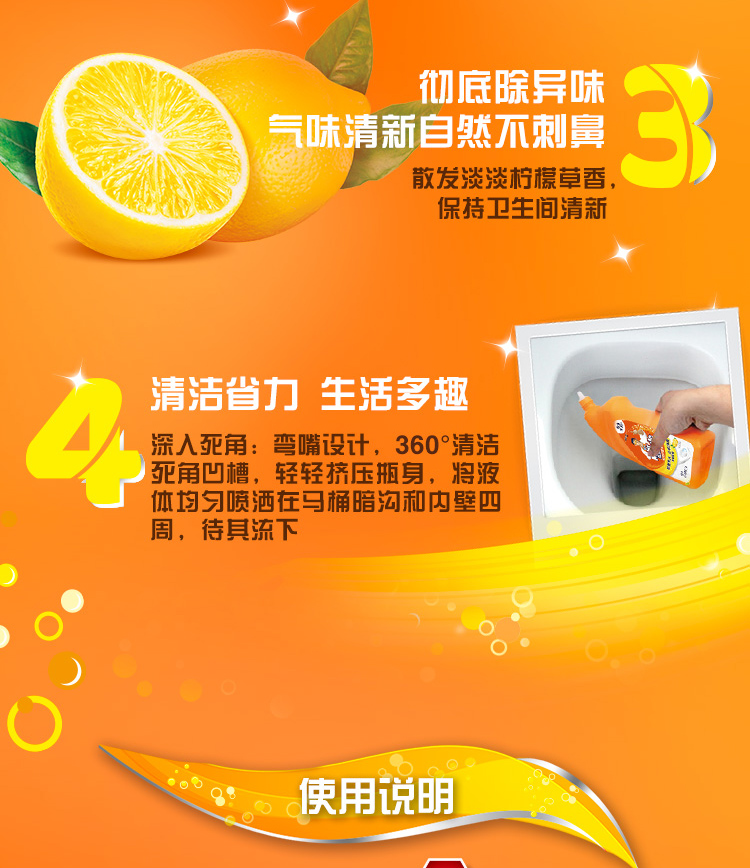 彻底除异味
气味清新自然不刺鼻
3
散发淡淡柠檬草香，
保持卫生间清新
4
清洁省力 生活多趣
深入死角：弯嘴设计，360°清洁
死角凹槽，轻轻挤压瓶身，将液
体均匀喷洒在马桶暗沟和内壁四
周，待其流下
使用说明